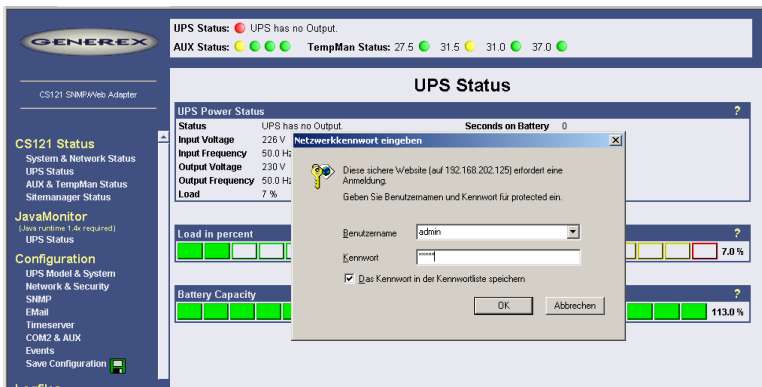 GENEREX
UPS Status: UPS has no Output.
AUX Status: TempMan Status: 27.5 31.5 31.0 37.0
CS121 SNMP/Web Adapter
CS121 Status
System & Network Status
UPS Status
AUX & TempMan Status
Sitemanager Status
JavaMonitor
(Java runtime 1.4x required)
UPS Status
Configuration
UPS Model & System
Network & Security
SNMP
EMail
Timeserver
COM2 & AUX
Events
Save Configuration
Logfiles
UPS Status
UPS Power Status ?
Status UPS has no Output. Seconds on Battery 0
Input Voltage 226 V
Input Frequency 50.0 Hz
Output Voltage 230 V
Output Frequency 50.0 Hz
Load 7 %
Load in percent ?
7.0 %
Battery Capacity ?
113.0 %
Netzwerkkennwort eingeben
Diese sichere Website (auf 192.168.202.125) erfordert eine
Anmeldung.
Geben Sie Benutzernamen und Kennwort für protected ein.
Benutzername admin
Kennwort *****
Das Kennwort in der Kennwortliste speichern
OK Abbrechen